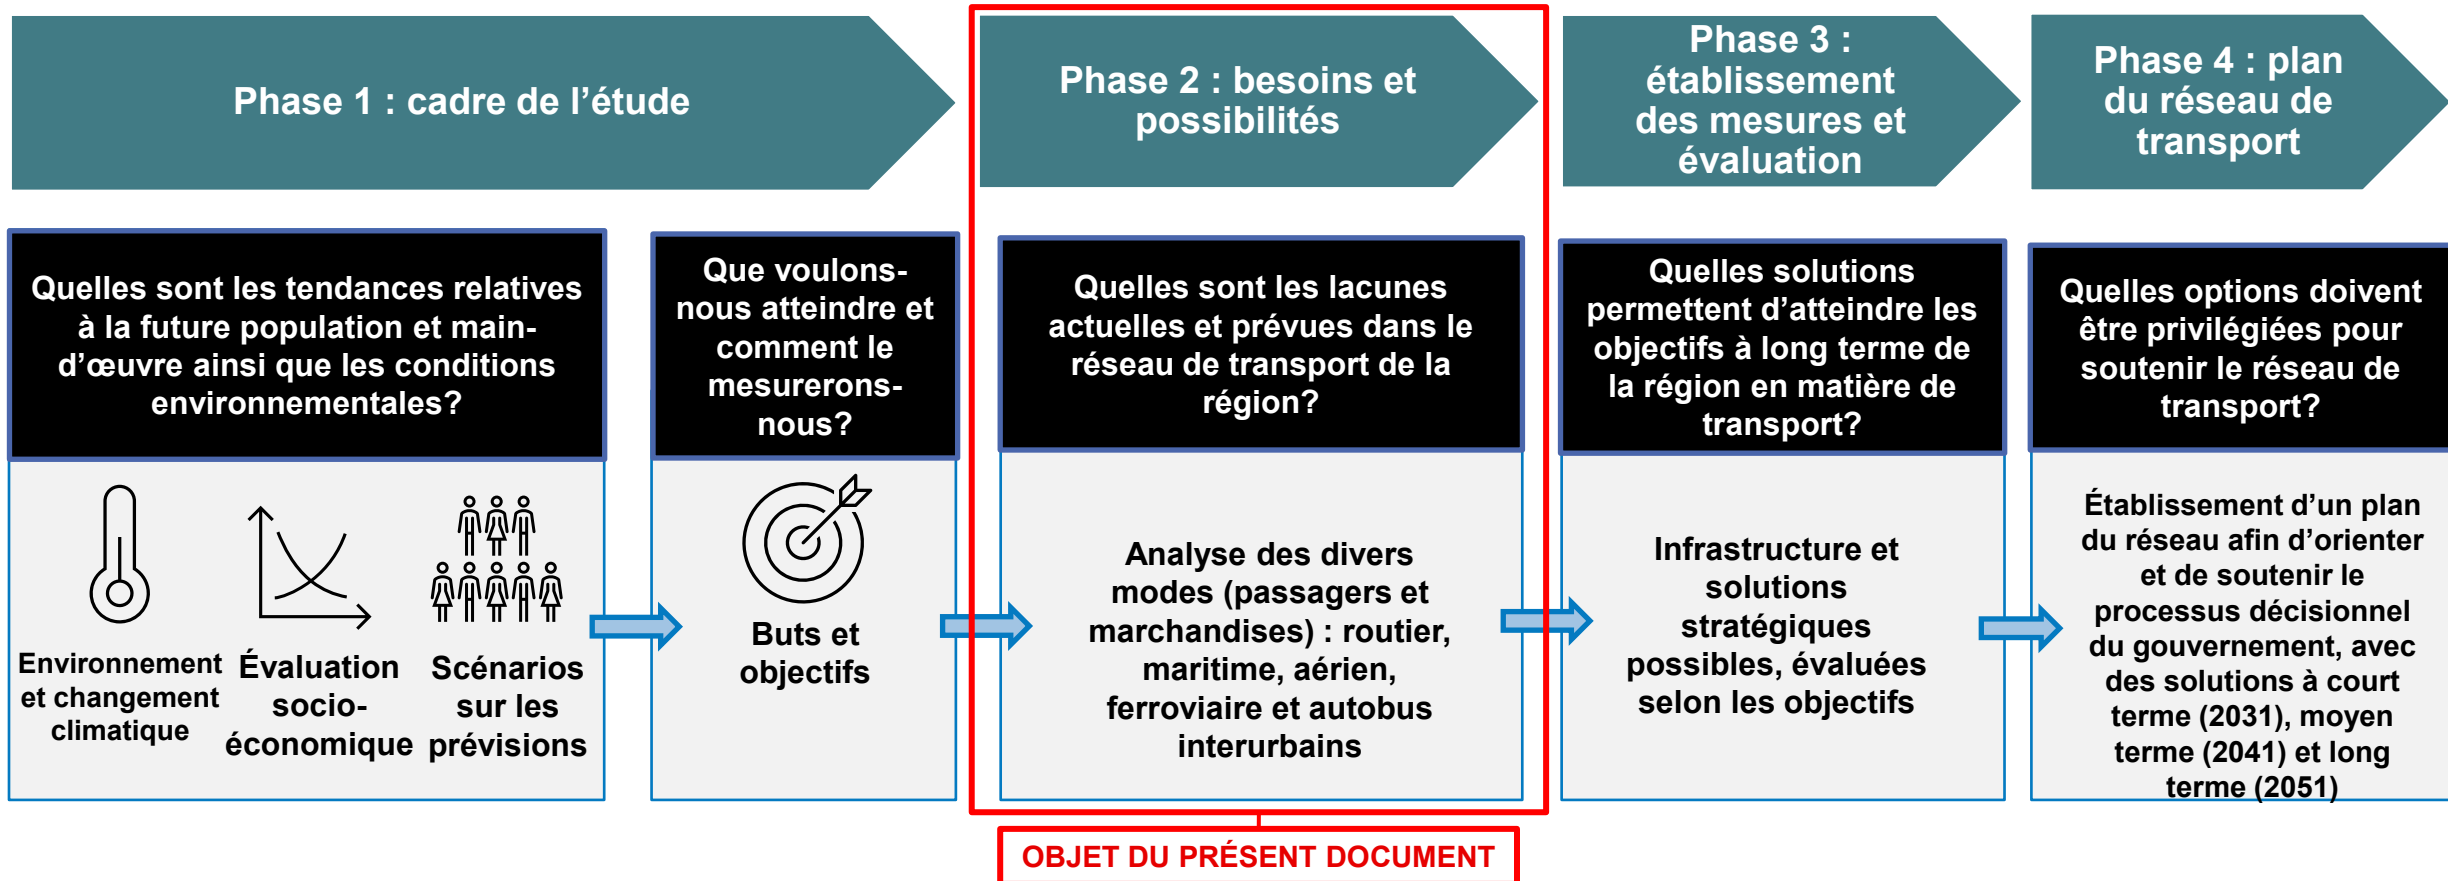 Phase 1 : cadre de l’étude
Phase 2 : besoins et
possibilités
Phase 3 :
établissement
des mesures et
évaluation
Phase 4 : plan
du réseau de
transport
Quelles sont les tendances relatives
à la future population et main-
d’œuvre ainsi que les conditions
environnementales?
Que voulons-
nous atteindre et
comment le
mesurerons-
nous?
Quelles sont les lacunes
actuelles et prévues dans le
réseau de transport de la
région?
Quelles solutions
permettent d’atteindre les
objectifs à long terme de
la région en matière de
transport?
Quelles options doivent
être privilégiées pour
soutenir le réseau de
transport?
Environnement
et changement
climatique
Évaluation
socio-
économique
Scénarios
sur les
prévisions
Buts et
objectifs
Analyse des divers
modes (passagers et
marchandises) : routier,
maritime, aérien,
ferroviaire et autobus
interurbains
Infrastructure et
solutions
stratégiques
possibles, évaluées
selon les objectifs
Établissement d’un plan
du réseau afin d’orienter
et de soutenir le
processus décisionnel
du gouvernement, avec
des solutions à court
terme (2031), moyen
terme (2041) et long
terme (2051)
OBJET DU PRÉSENT DOCUMENT